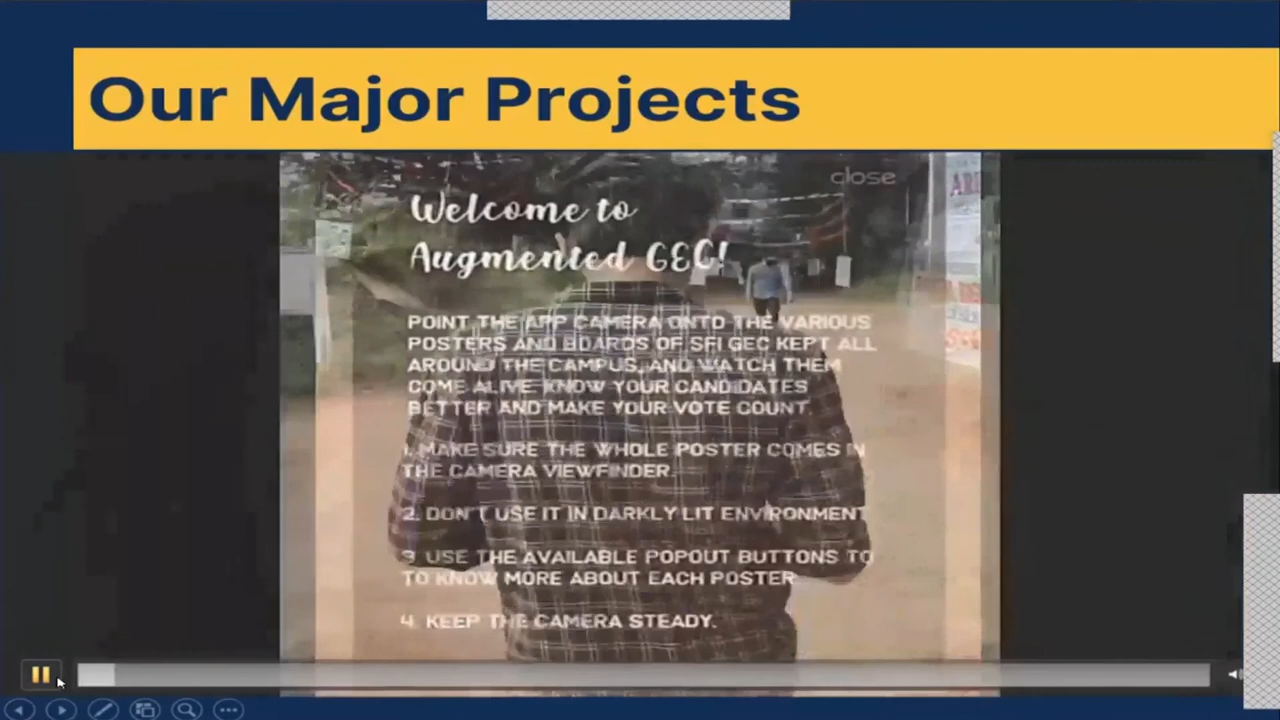 Our Major Projects
close
Welcome to
Augmented GEC!
POINT THE APP CAMERA ONTO THE VARIOUS
POSTERS AND BOARDS OF SFI GEC KEPT ALL
AROUND THE CAMPUS, AND WATCH THEM
COME ALIVE KNOW YOUR CANDIDATES
BETTER AND MAKE YOUR VOTE COUNT.
1. MAKE SURE THE WHOLE POSTER COMES IN
THE CAMERA VIEWFINDER.
2. DON'T USE IT IN DARKLY LIT ENVIRONMENT
3. USE THE AVAILABLE POPOUT BUTTONS TO
TO KNOW MORE ABOUT EACH POSTER
4. KEEP THE CAMERA STEADY.